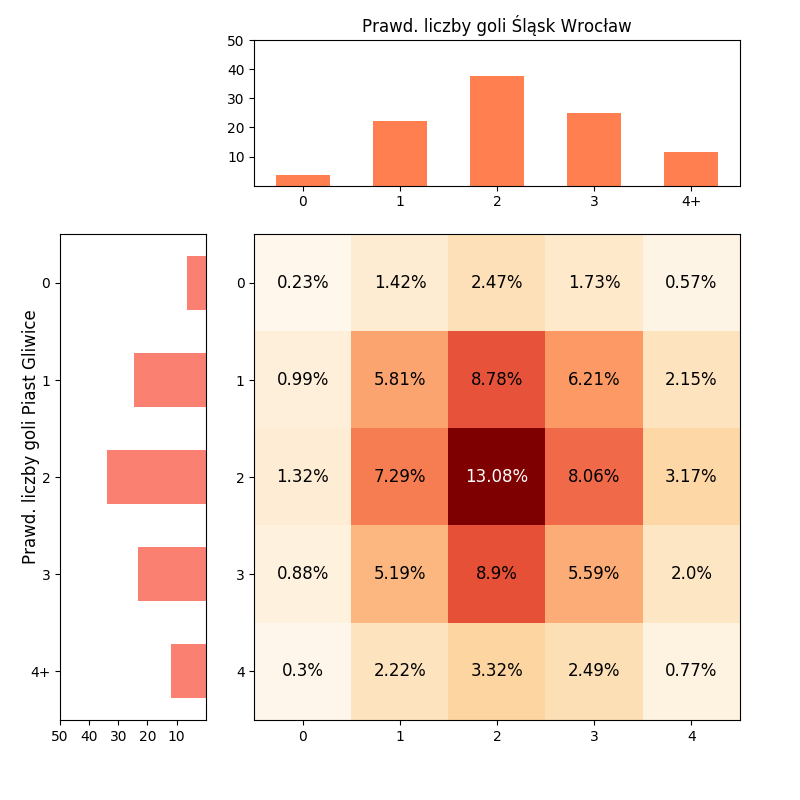 Prawd. liczby goli Śląsk Wrocław
50
40
30
20
10
0 1 2 3 4+
Prawd. liczby goli Piast Gliwice
0
1
2
3
4+
50 40 30 20 10
0 0.23% 1.42% 2.47% 1.73% 0.57%
1 0.99% 5.81% 8.78% 6.21% 2.15%
2 1.32% 7.29% 13.08% 8.06% 3.17%
3 0.88% 5.19% 8.9% 5.59% 2.0%
4 0.3% 2.22% 3.32% 2.49% 0.77%
0 1 2 3 4